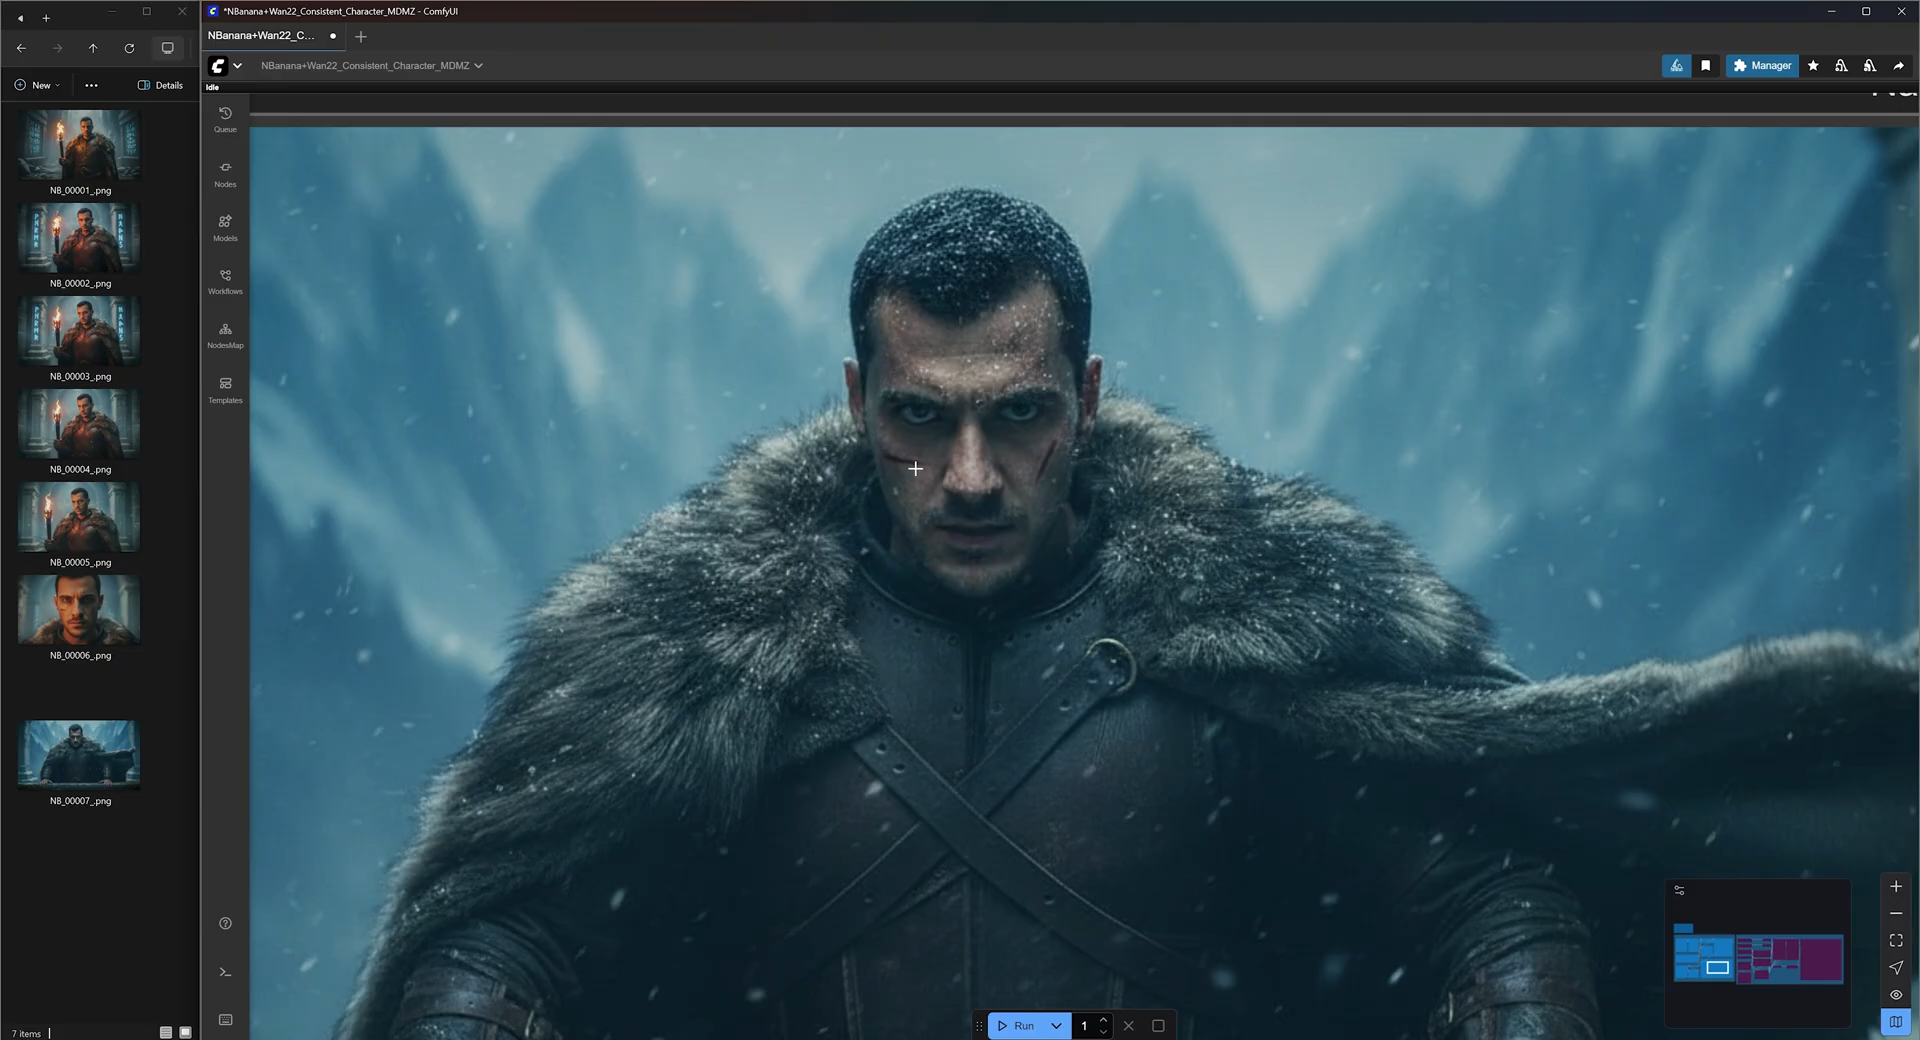 *NBanana+Wan22_Consistent_Character_MDMZ - ComfyUI
NBanana+Wan22_C...
NBanana+Wan22_Consistent_Character_MDMZ
Manager
New
Details
Idle
Queue
Nodes
Models
Workflows
NodesMap
Templates
NB_00001_.png
NB_00002_.png
NB_00003_.png
NB_00004_.png
NB_00005_.png
NB_00006_.png
NB_00007_.png
7 items
Run
1